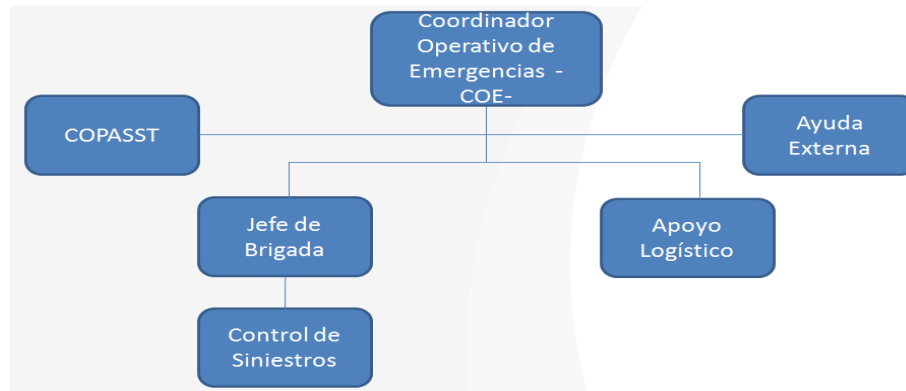 Coordinador
Operativo de
Emergencias -
COE-
COPASST
Ayuda
Externa
Jefe de
Brigada
Apoyo
Logístico
Control de
Siniestros